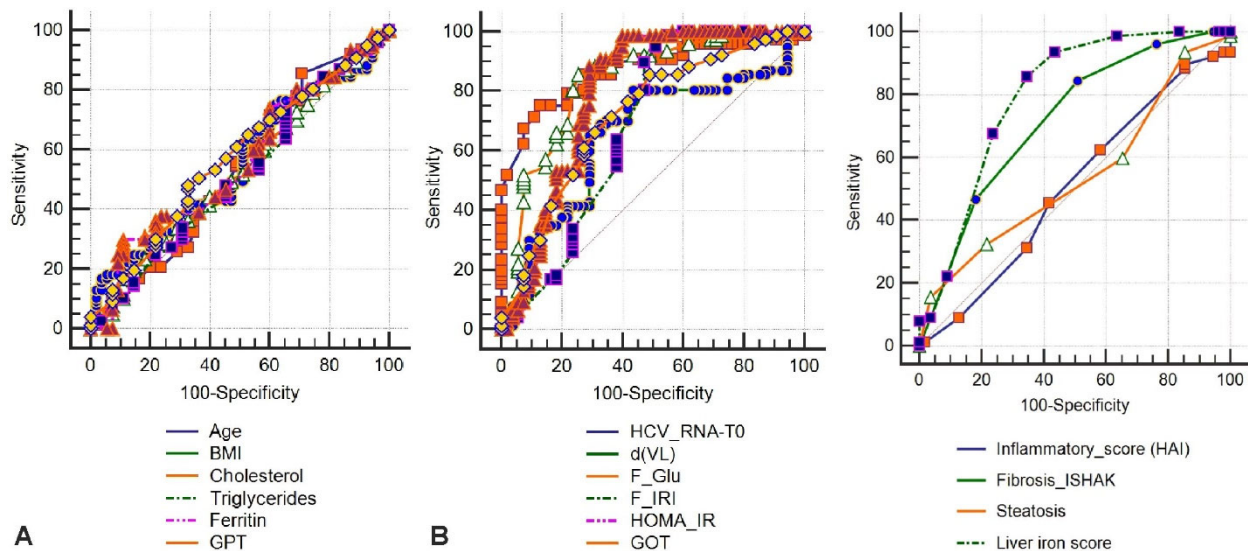 100
80
60
40
20
0
Sensitivity
0 20 40 60 80 100
100-Specificity
Age
BMI
Cholesterol
Triglycerides
Ferritin
GPT
A
100
80
60
40
20
0
Sensitivity
0 20 40 60 80 100
100-Specificity
HCV_RNA-T0
d(VL)
F_Glu
F_IRI
HOMA_IR
GOT
B
100
80
60
40
20
0
Sensitivity
0 20 40 60 80 100
100-Specificity
Inflammatory_score (HAI)
Fibrosis_ISHAK
Steatosis
Liver iron score